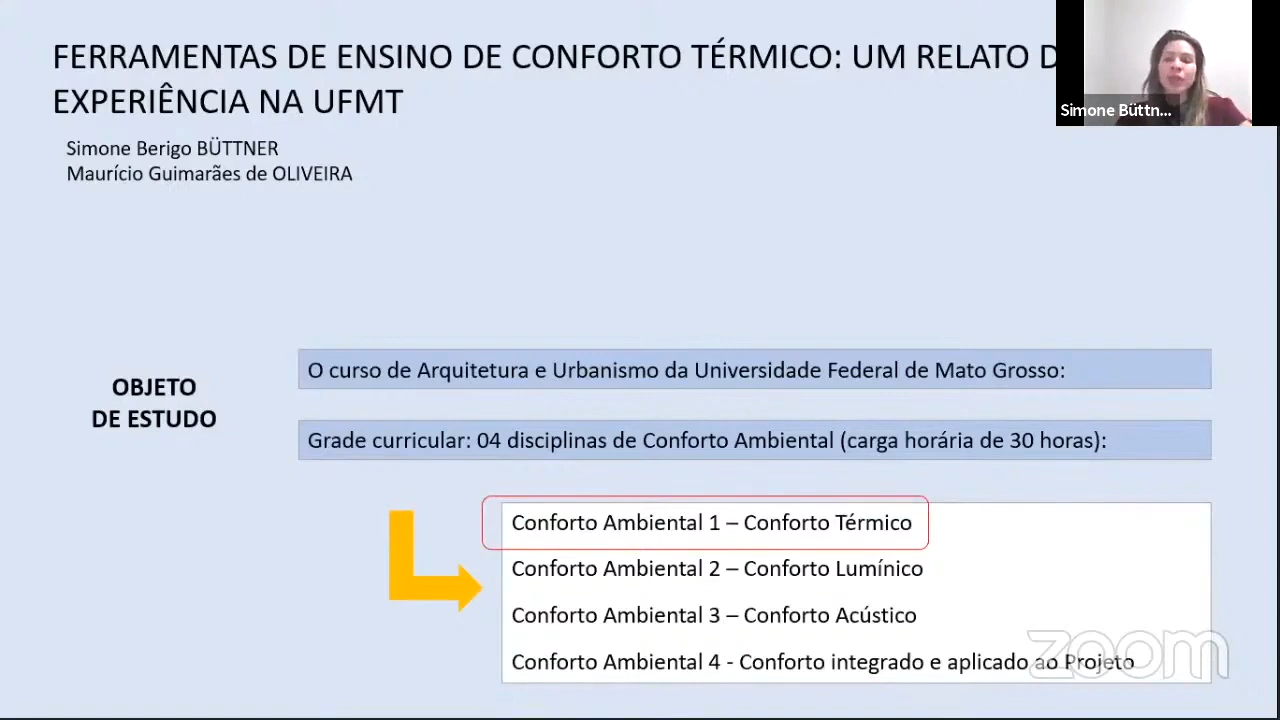 FERRAMENTAS DE ENSINO DE CONFORTO TÉRMICO: UM RELATO D
EXPERIÊNCIA NA UFMT
Simone Büttn...
Simone Berigo BÜTTNER
Maurício Guimarães de OLIVEIRA
OBJETO
DE ESTUDO
O curso de Arquitetura e Urbanismo da Universidade Federal de Mato Grosso:
Grade curricular: 04 disciplinas de Conforto Ambiental (carga horária de 30 horas):
Conforto Ambiental 1 – Conforto Térmico
Conforto Ambiental 2 – Conforto Lumínico
Conforto Ambiental 3 – Conforto Acústico
Conforto Ambiental 4 - Conforto integrado e aplicado ao Projeto
zoom